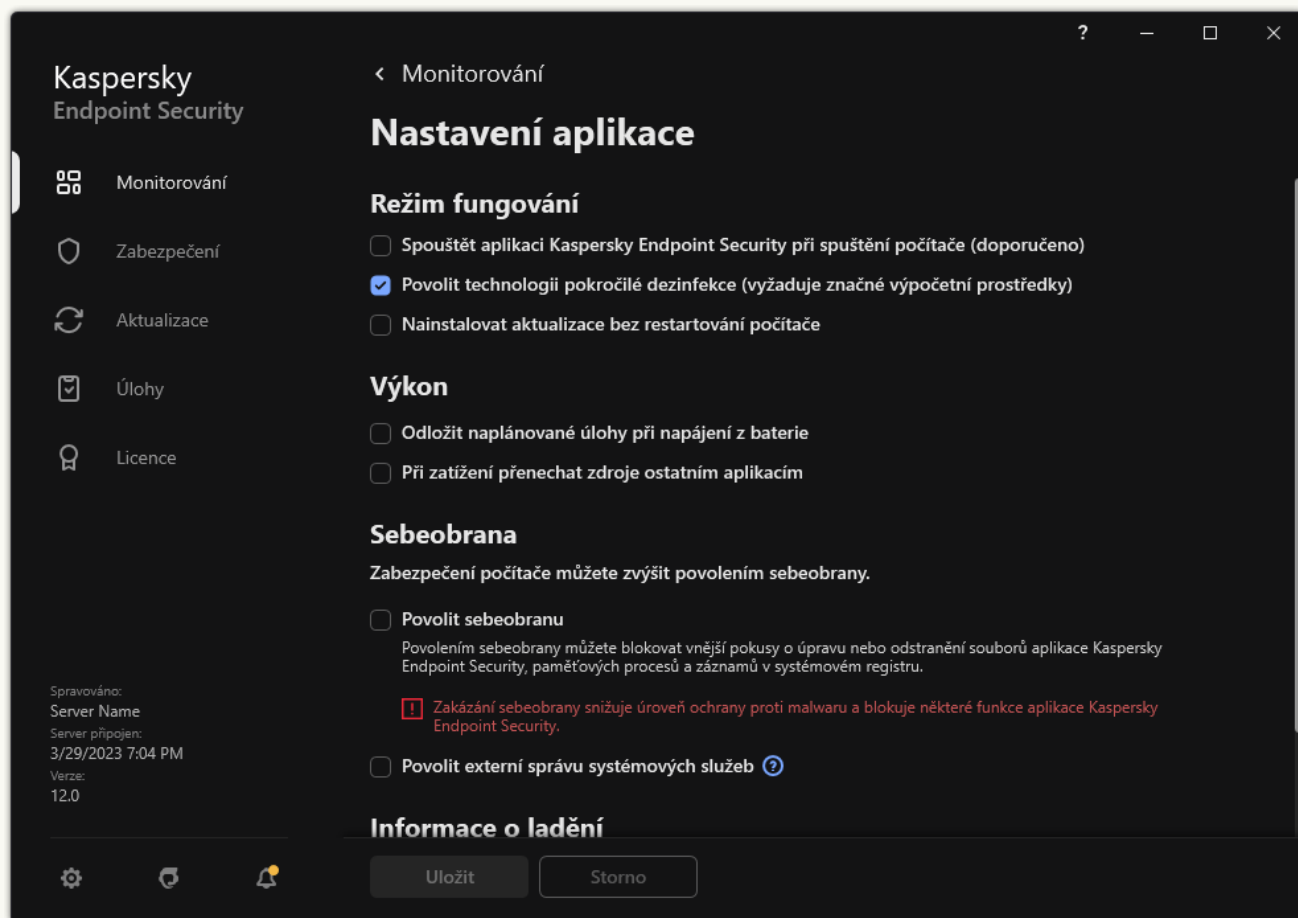 Kaspersky
Endpoint Security
Monitorování
Zabezpečení
Aktualizace
Úlohy
Licence
Spravováno:
Server Name
Server připojen:
3/29/2023 7:04 PM
Verze:
12.0
?
Monitorování
Nastavení aplikace
Režim fungování
Spouštět aplikaci Kaspersky Endpoint Security při spuštění počítače (doporučeno)
Povolit technologii pokročilé dezinfekce (vyžaduje značné výpočetní prostředky)
Nainstalovat aktualizace bez restartování počítače
Výkon
Odložit naplánované úlohy při napájení z baterie
Při zatížení přenechat zdroje ostatním aplikacím
Sebeobrana
Zabezpečení počítače můžete zvýšit povolením sebeobrany.
Povolit sebeobranu
Povolením sebeobrany můžete blokovat vnější pokusy o úpravu nebo odstranění souborů aplikace Kaspersky
Endpoint Security, paměťových procesů a záznamů v systémovém registru.
Zakázání sebeobrany snižuje úroveň ochrany proti malwaru a blokuje některé funkce aplikace Kaspersky
Endpoint Security.
Povolit externí správu systémových služeb ?
Informace o ladění
Uložit
Storno